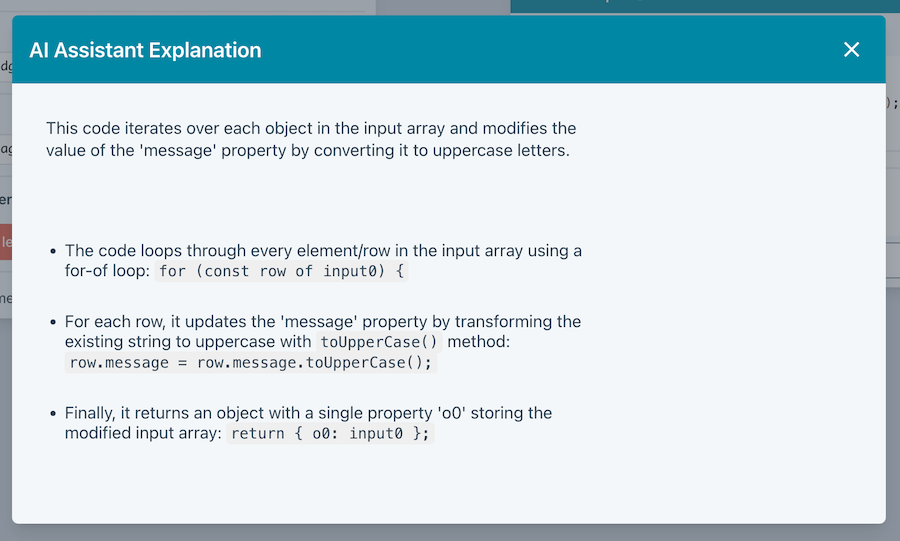 AI Assistant Explanation
This code iterates over each object in the input array and modifies the
value of the 'message' property by converting it to uppercase letters.
• The code loops through every element/row in the input array using a
for-of loop: for (const row of input0) {
• For each row, it updates the 'message' property by transforming the
existing string to uppercase with toUpperCase() method:
row.message = row.message.toUpperCase();
• Finally, it returns an object with a single property 'o0' storing the
modified input array: return { o0: input0 };